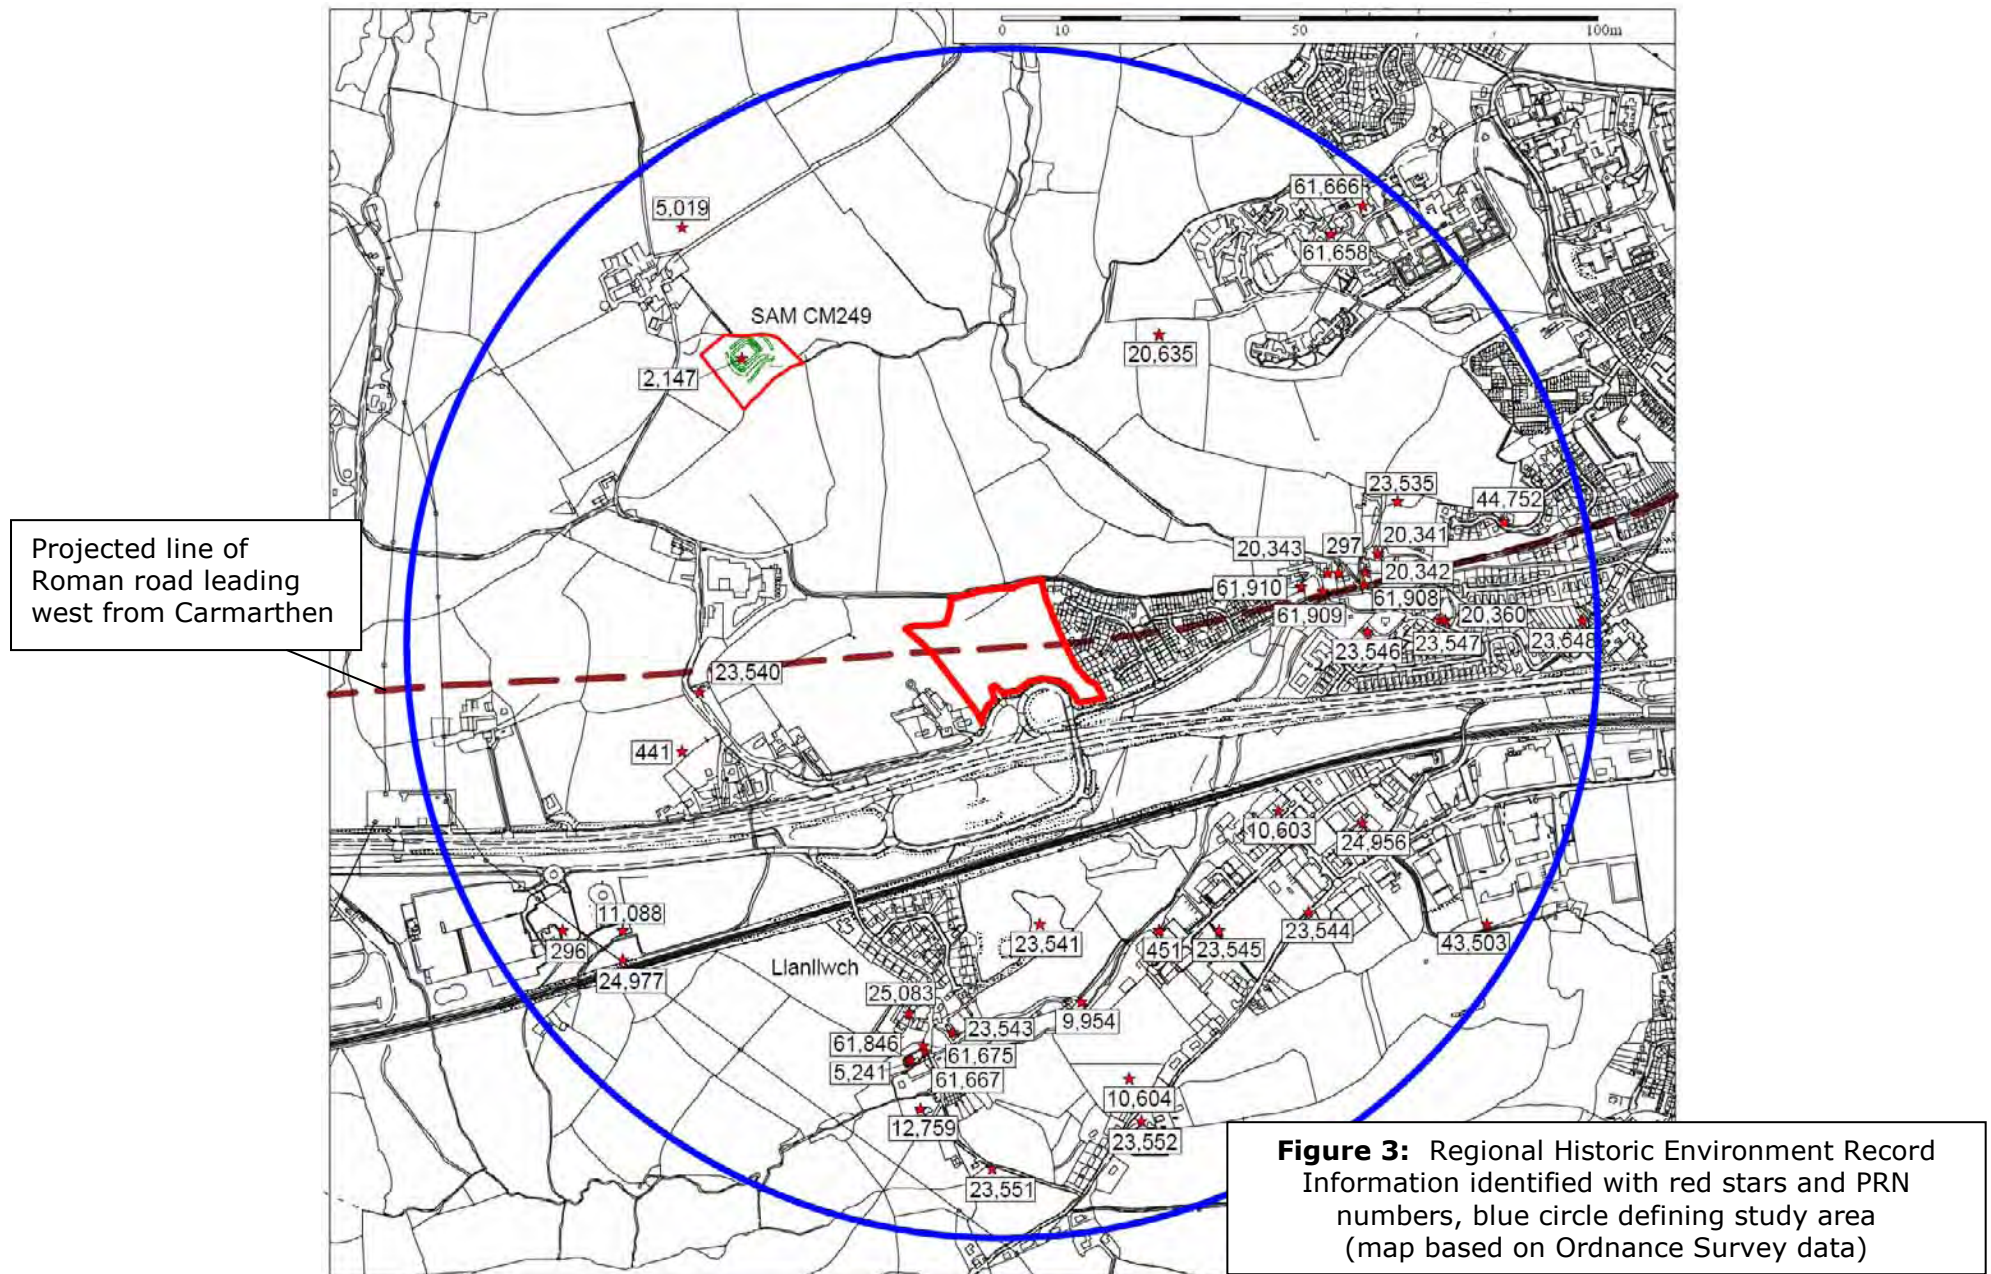 0 10 50 100m
61,666
5,019
61,658
SAM CM249
20,635
2,147
23,535
44,752
20,341
20,343 297
Projected line of
Roman road leading
west from Carmarthen
20,342
61,910
61,908
61,909 20,360
23,546 23,547 23,548
23,540
441
10,603
24,956
11,088
296
23,541 451 23,545 23,544 43,503
Llanllwch
24,977
25,083
9,954
23,543
61,846
61,675
5,241
61,667
10,604
12,759
23,552
23,551
Figure 3: Regional Historic Environment Record
Information identified with red stars and PRN
numbers, blue circle defining study area
(map based on Ordnance Survey data)